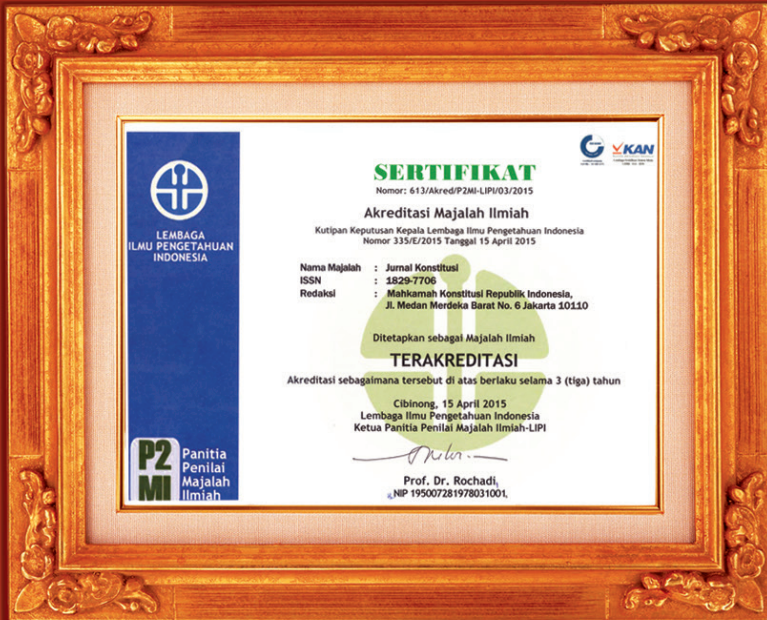 SERTIFIKAT
Nomor: 613/Akred/P2MI-LIPI/03/2015
Akreditasi Majalah Ilmiah
Kutipan Keputusan Kepala Lembaga Ilmu Pengetahuan Indonesia
Nomor 335/E/2015 Tanggal 15 April 2015
Nama Majalah : Jurnal Konstitusi
ISSN : 1829-7706
Redaksi : Mahkamah Konstitusi Republik Indonesia,
Jl. Medan Merdeka Barat No. 6 Jakarta 10110
Ditetapkan sebagai Majalah Ilmiah
TERAKREDITASI
Akreditasi sebagaimana tersebut di atas berlaku selama 3 (tiga) tahun
Cibinong, 15 April 2015
Lembaga Ilmu Pengetahuan Indonesia
Ketua Panitia Penilai Majalah Ilmiah-LIPI
Prof. Dr. Rochadi,
NIP 195007281978031001,
LEMBAGA
ILMU PENGETAHUAN
INDONESIA
P2
MI
Panitia
Penilai
Majalah
Ilmiah
KAN